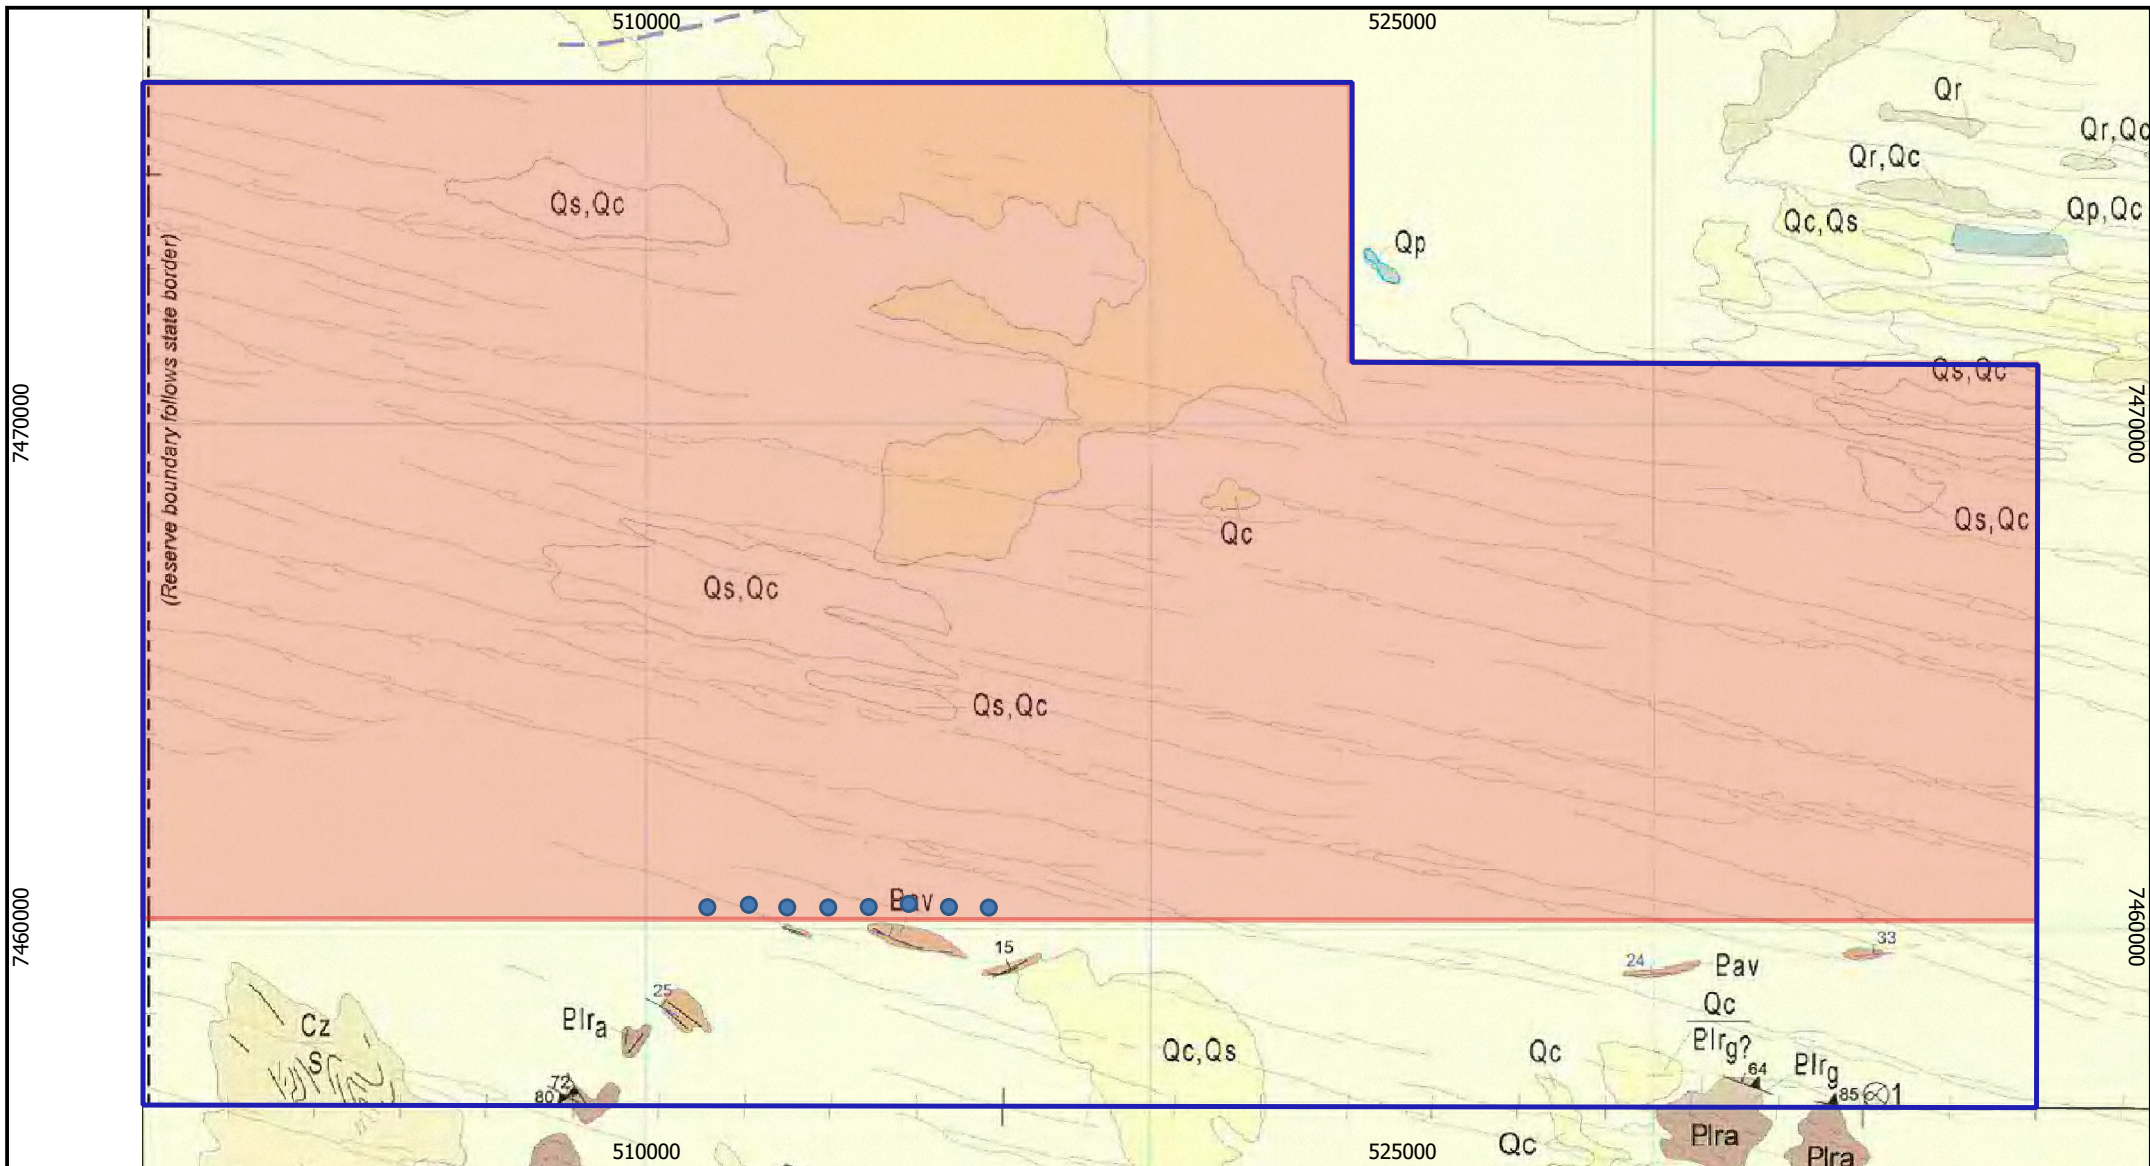 510000
525000
Qr
Qr,Qc
Qr,Qc
Qs,Qc
Qp,Qc
Qc,Qs
Qp
(Reserve boundary follows state border)
Qs,Qc
7470000
7470000
Qs,Qc
Qc
Qs,Qc
Qs,Qc
7460000
7460000
Pav
15
33
24
Pav
25
Qc
Cz
s
Plra
Qc,Qs
Qc
Plrg?
Plrg
72
80
64
85
1
Plra
Qc
Plra
510000
525000